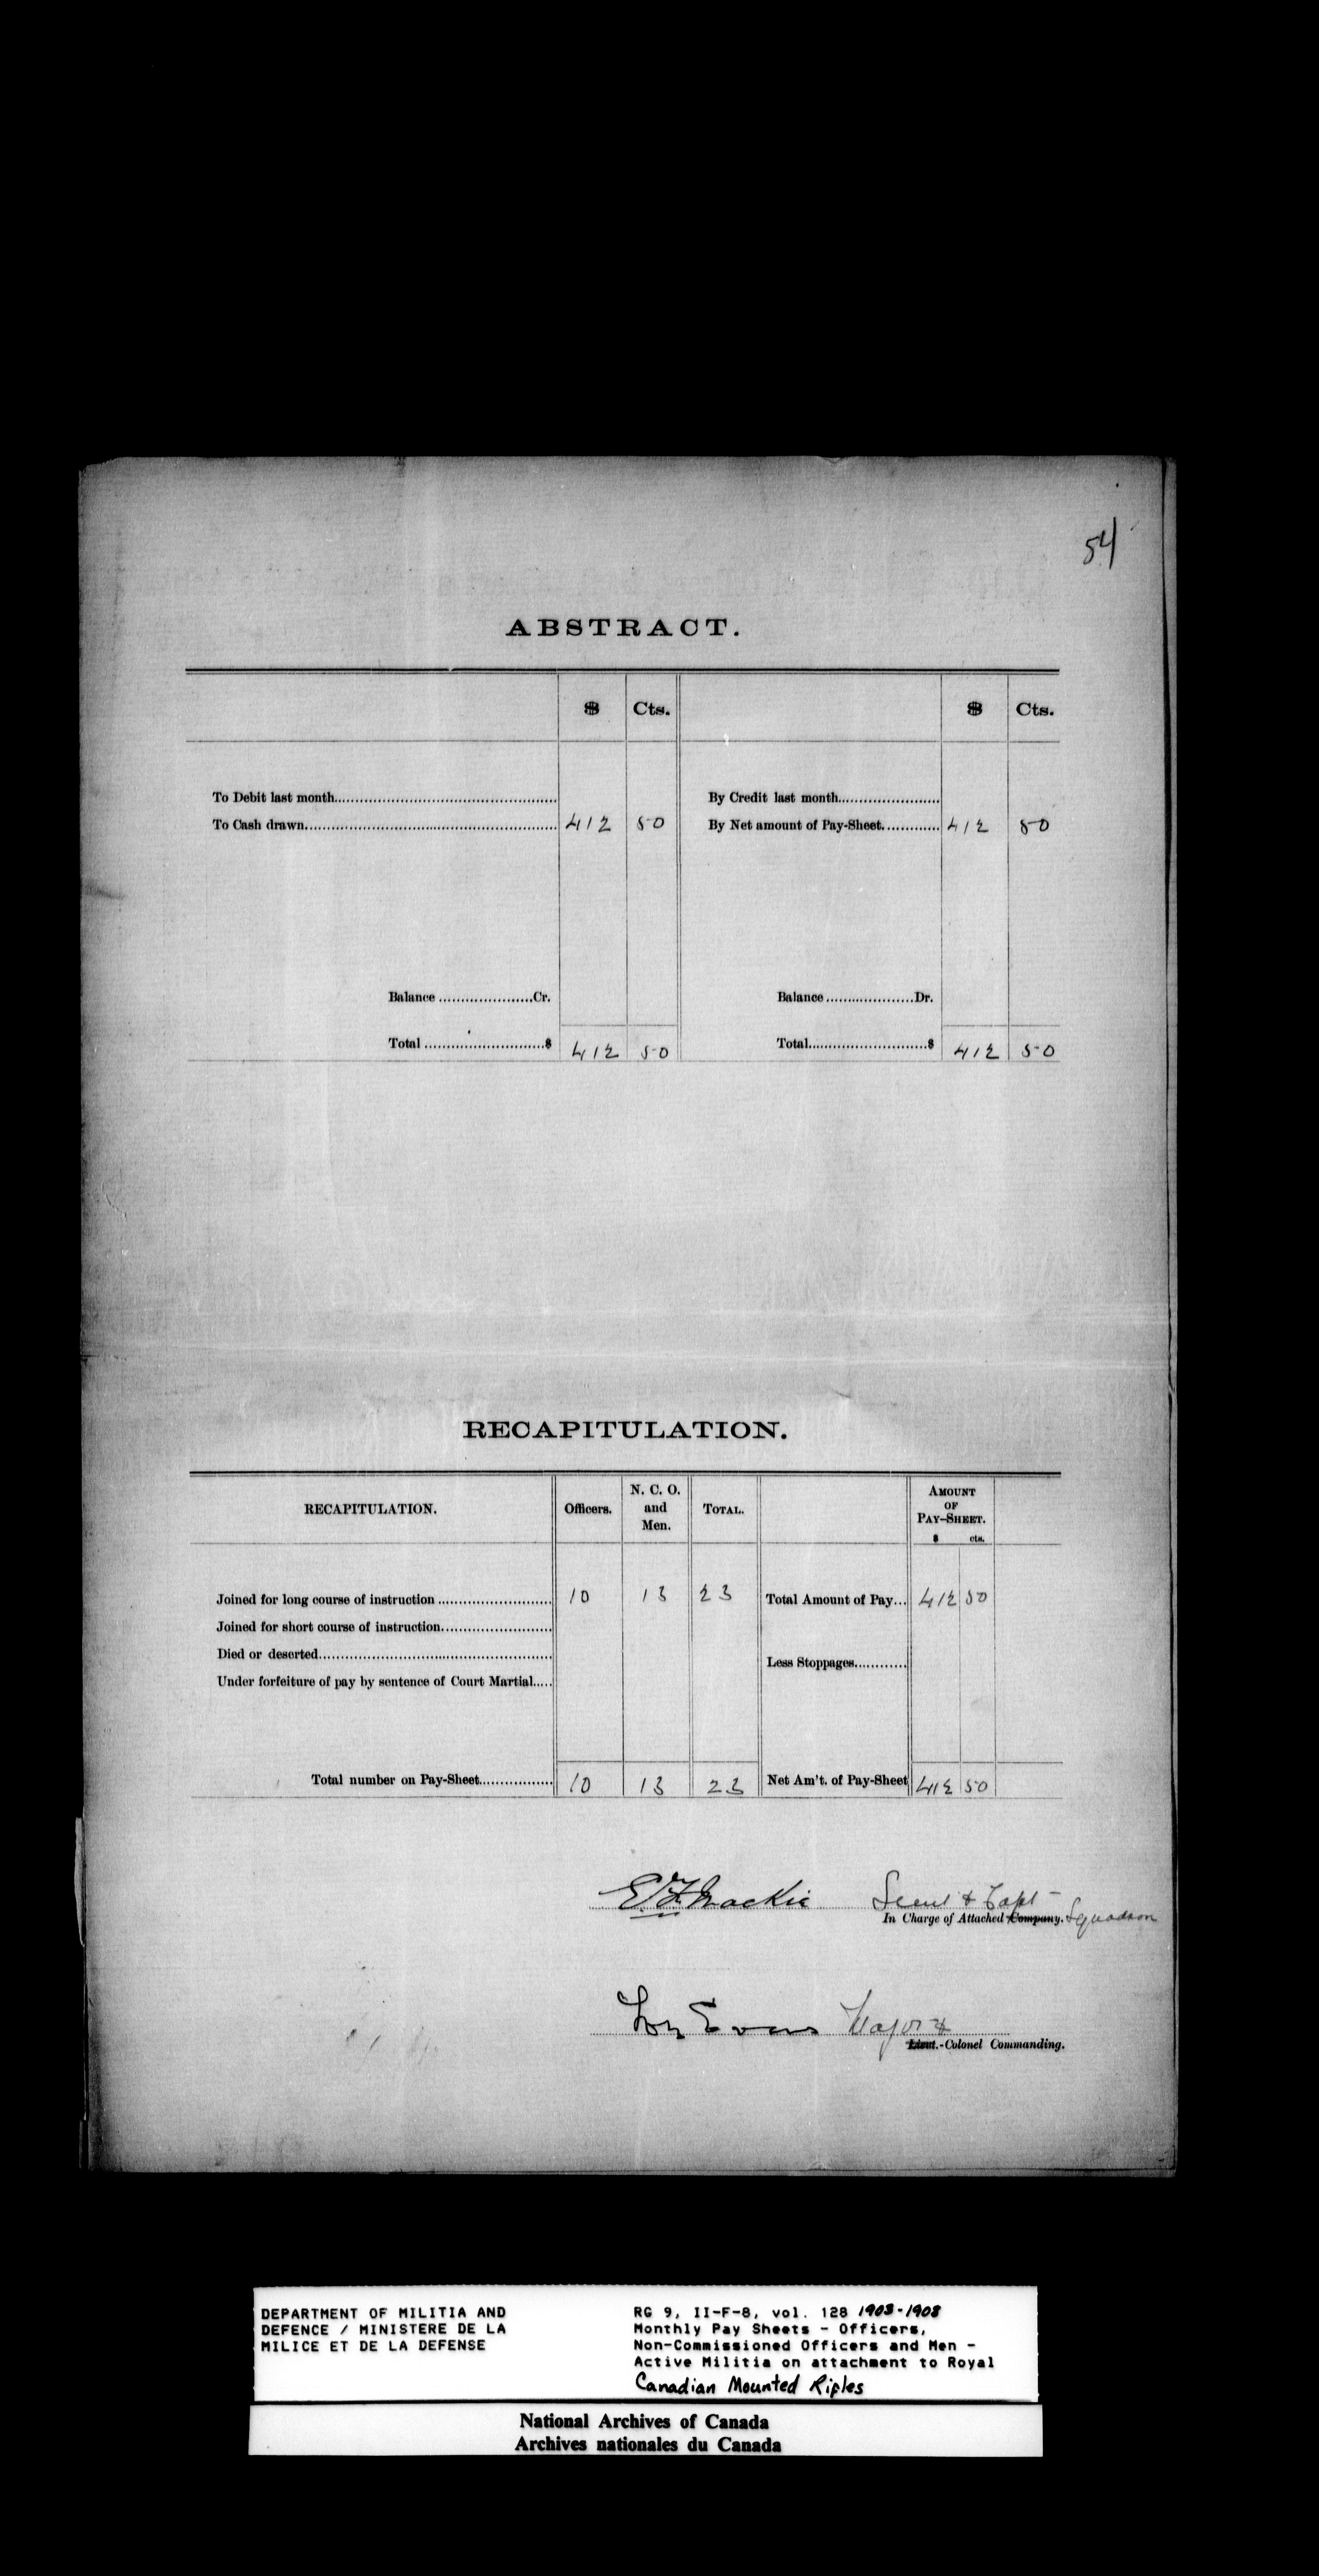 54
ABSTRACT.
$ Cts. $ Cts.
To Debit last month By Credit last month
To Cash drawn 412 50 By Net amount of Pay-Sheet 412 50
Balance Cr. Balance Dr.
Total $ 412 50 Total $ 412 50
RECAPITULATION.
RECAPITULATION. Officers. N. C. O. and Men. TOTAL. AMOUNT OF PAY-SHEET.
$ cts.
Joined for long course of instruction 10 13 23 Total Amount of Pay... 412 50
Joined for short course of instruction
Died or deserted
Less Stoppages
Under forfeiture of pay by sentence of Court Martial
Total number on Pay-Sheet 10 13 23 Net Am't. of Pay-Sheet 412 50
E.F. Mackie Lieut & Capt
In Charge of Attached Company. Squadron
Evans Major &
Lieut.-Colonel Commanding.
DEPARTMENT OF MILITIA AND
DEFENCE / MINISTERE DE LA
MILICE ET DE LA DEFENSE
RG 9, II-F-8, vol. 128 1903-1908
Monthly Pay Sheets - Officers,
Non-Commissioned Officers and Men -
Active Militia on attachment to Royal
Canadian Mounted Rifles
National Archives of Canada
Archives nationales du Canada